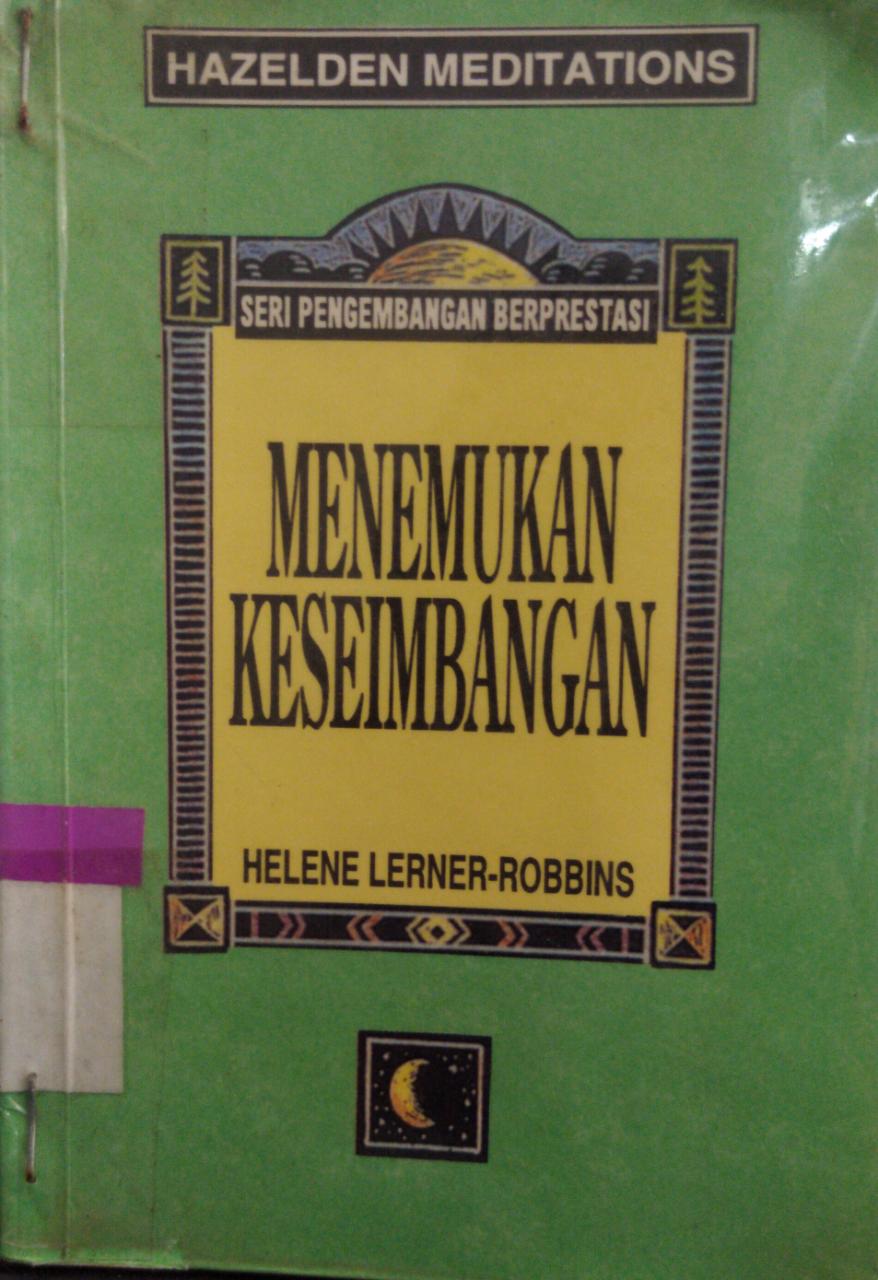 HAZELDEN MEDITATIONS
SERI PENGEMBANGAN BERPRESTASI
MENEMUKAN
KESEIMBANGAN
HELENE LERNER-ROBBINS